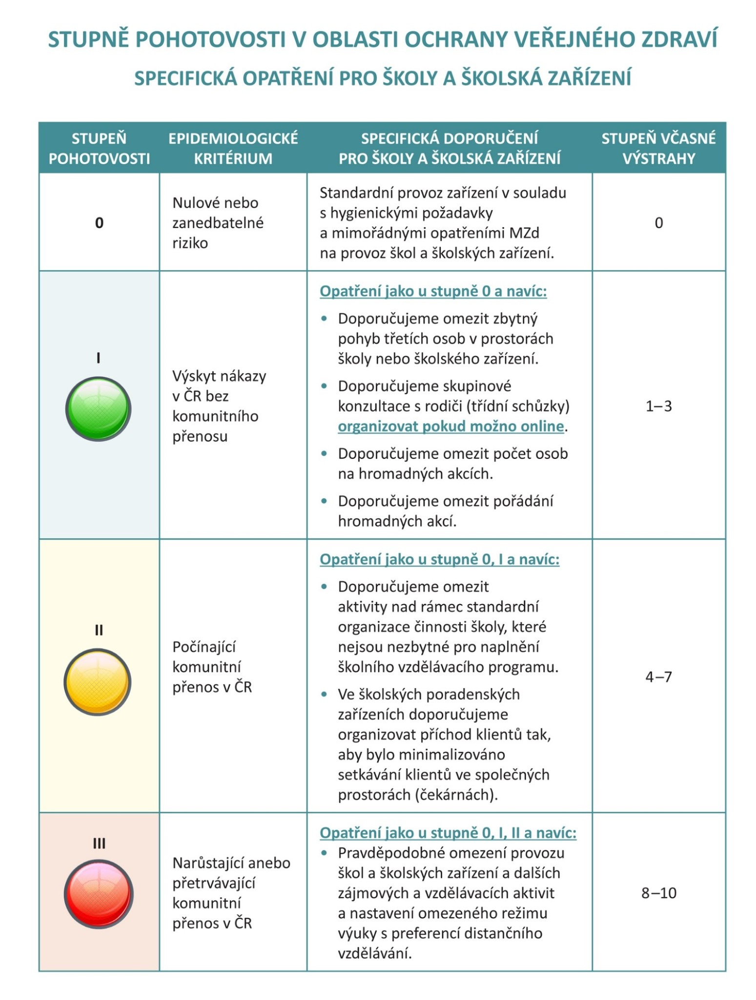 STUPNĚ POHOTOVOSTI V OBLASTI OCHRANY VEŘEJNÉHO ZDRAVÍ
SPECIFICKÁ OPATŘENÍ PRO ŠKOLY A ŠKOLSKÁ ZAŘÍZENÍ
STUPEŇ
POHOTOVOSTI
EPIDEMIOLOGICKÉ
KRITÉRIUM
SPECIFICKÁ DOPORUČENÍ
PRO ŠKOLY A ŠKOLSKÁ ZAŘÍZENÍ
STUPEŇ VČASNÉ
VÝSTRAHY
0
Nulové nebo
zanedbatelné
riziko
Standardní provoz zařízení v souladu
s hygienickými požadavky
a mimořádnými opatřeními MZd
na provoz škol a školských zařízení.
0
I
Výskyt nákazy
v ČR bez
komunitního
přenosu
Opatření jako u stupně 0 a navíc:
• Doporučujeme omezit zbytný
pohyb třetích osob v prostorách
školy nebo školského zařízení.
• Doporučujeme skupinové
konzultace s rodiči (třídní schůzky)
organizovat pokud možno online.
• Doporučujeme omezit počet osob
na hromadných akcích.
• Doporučujeme omezit pořádání
hromadných akcí.
1–3
II
Počínající
komunitní
přenos v ČR
Opatření jako u stupně 0, I a navíc:
• Doporučujeme omezit
aktivity nad rámec standardní
organizace činnosti školy, které
nejsou nezbytné pro naplnění
školního vzdělávacího programu.
• Ve školských poradenských
zařízeních doporučujeme
organizovat příchod klientů tak,
aby bylo minimalizováno
setkávání klientů ve společných
prostorách (čekárnách).
4–7
III
Narůstající anebo
přetrvávající
komunitní
přenos v ČR
Opatření jako u stupně 0, I, II a navíc:
• Pravděpodobné omezení provozu
škol a školských zařízení a dalších
zájmových a vzdělávacích aktivit
a nastavení omezeného režimu
výuky s preferencí distančního
vzdělávání.
8–10